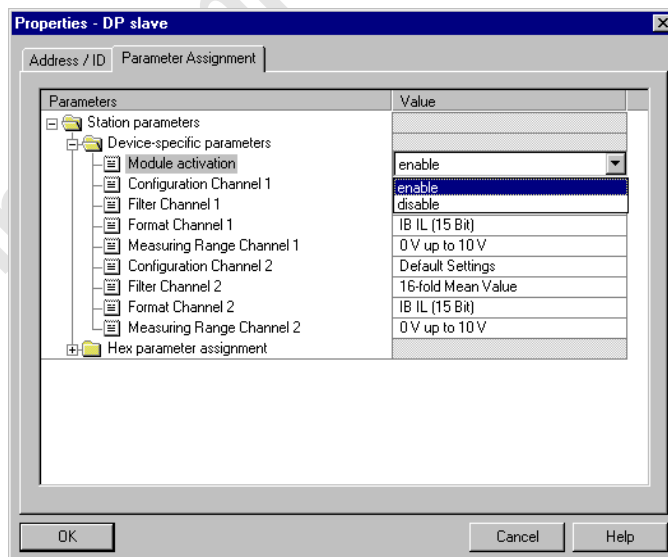 Properties - DP slave
Address / ID Parameter Assignment
Parameters Value
Station parameters
Device-specific parameters
Module activation enable
Configuration Channel 1 enable
Filter Channel 1 disable
Format Channel 1 IB IL (15 Bit)
Measuring Range Channel 1 0 V up to 10 V
Configuration Channel 2 Default Settings
Filter Channel 2 16-fold Mean Value
Format Channel 2 IB IL (15 Bit)
Measuring Range Channel 2 0 V up to 10 V
Hex parameter assignment
OK Cancel Help